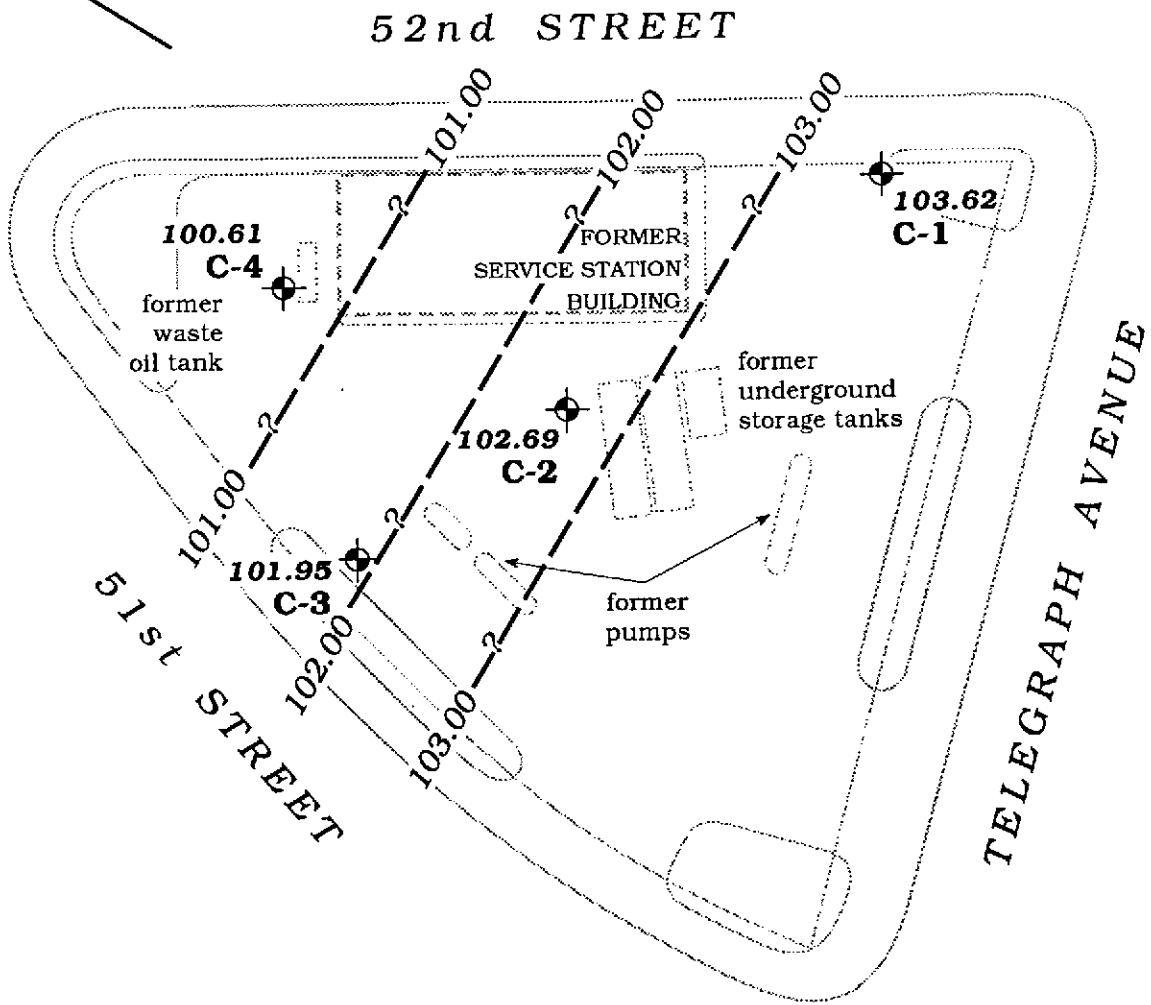 52nd STREET
101.00
102.00
103.00
103.62
C-1
100.61
C-4
former
waste
oil tank
FORMER
SERVICE STATION
BUILDING
?
?
?
former
underground
storage tanks
102.69
C-2
?
?
?
101.00
102.00
103.00
101.95
C-3
former
pumps
51st STREET
TELEGRAPH AVENUE